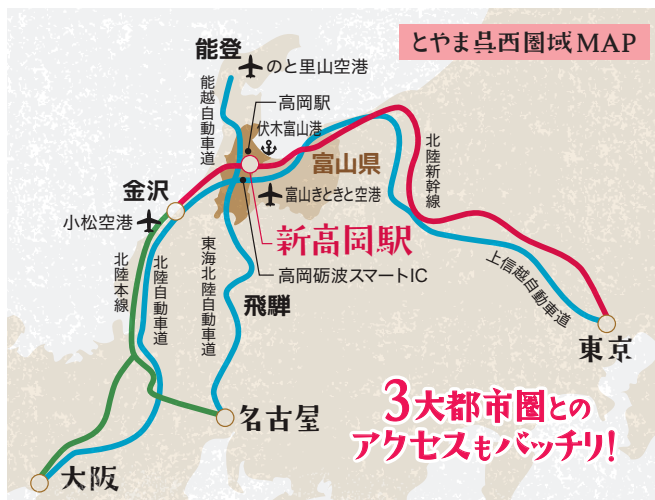 とやま呉西圏域MAP
能登
のと里山空港
能越自動車道
高岡駅
伏木富山港
富山県
北陸新幹線
金沢
富山きときと空港
小松空港
新高岡駅
高岡砺波スマートIC
北陸本線
北陸自動車道
東海北陸自動車道
飛騨
上信越自動車道
東京
名古屋
大阪
3大都市圏との
アクセスもバッチリ!